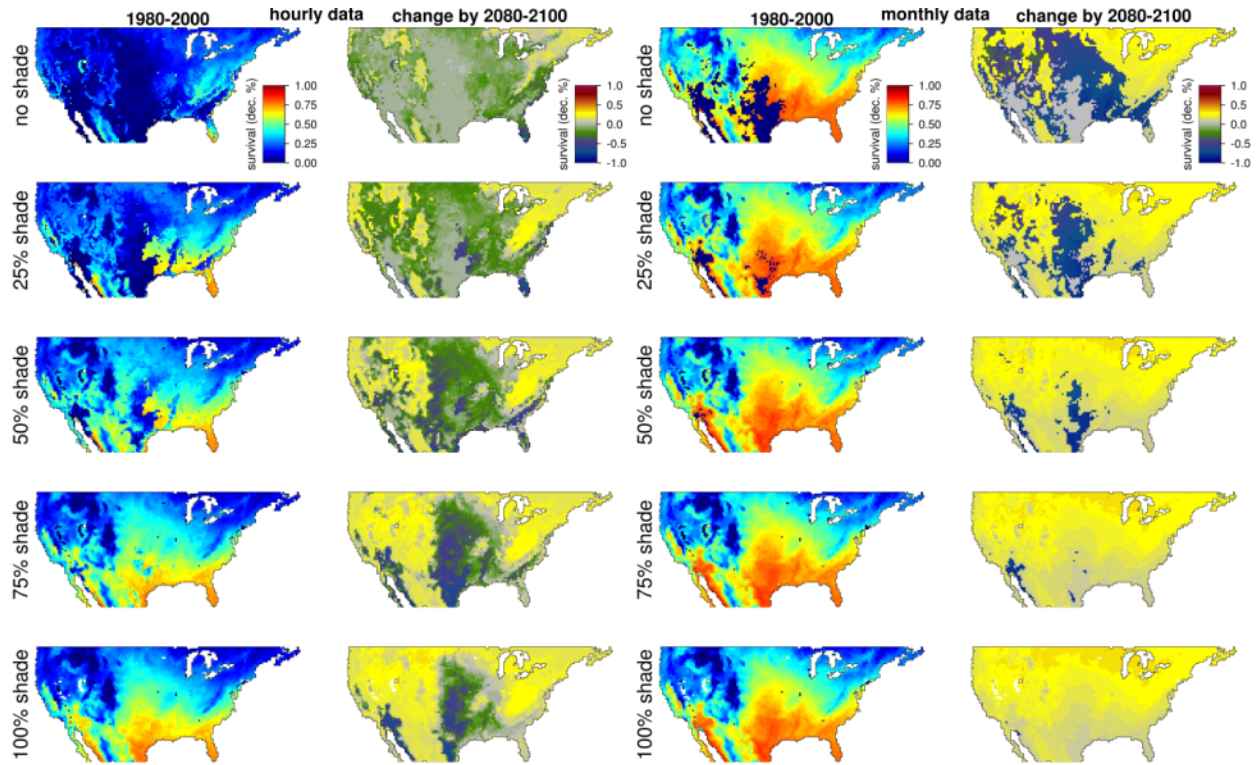 1980-2000 hourly data change by 2080-2100 1980-2000 monthly data change by 2080-2100
no shade
survival (dec. %)
1.00
0.75
0.50
0.25
0.00
survival (dec. %)
1.0
0.5
0.0
-0.5
-1.0
no shade
survival (dec. %)
1.00
0.75
0.50
0.25
0.00
survival (dec. %)
1.0
0.5
0.0
-0.5
-1.0
25% shade
25% shade
50% shade
50% shade
75% shade
75% shade
100% shade
100% shade